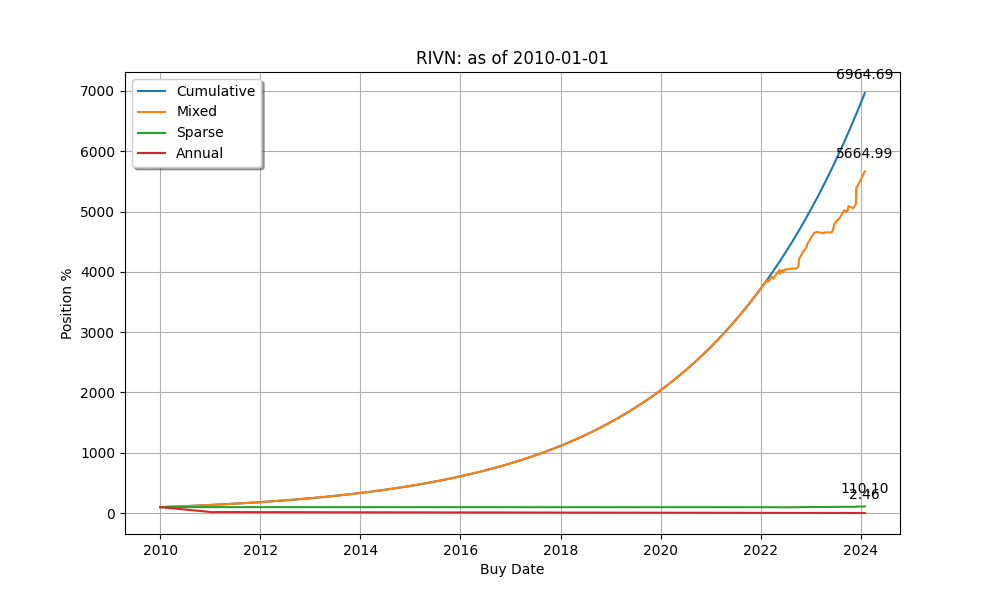 RIVN: as of 2010-01-01
6964.69
7000
Cumulative
Mixed
Sparse
Annual
5664.99
6000
5000
4000
3000
2000
1000
0
110.10
2.46
Position %
2010 2012 2014 2016 2018 2020 2022 2024
Buy Date